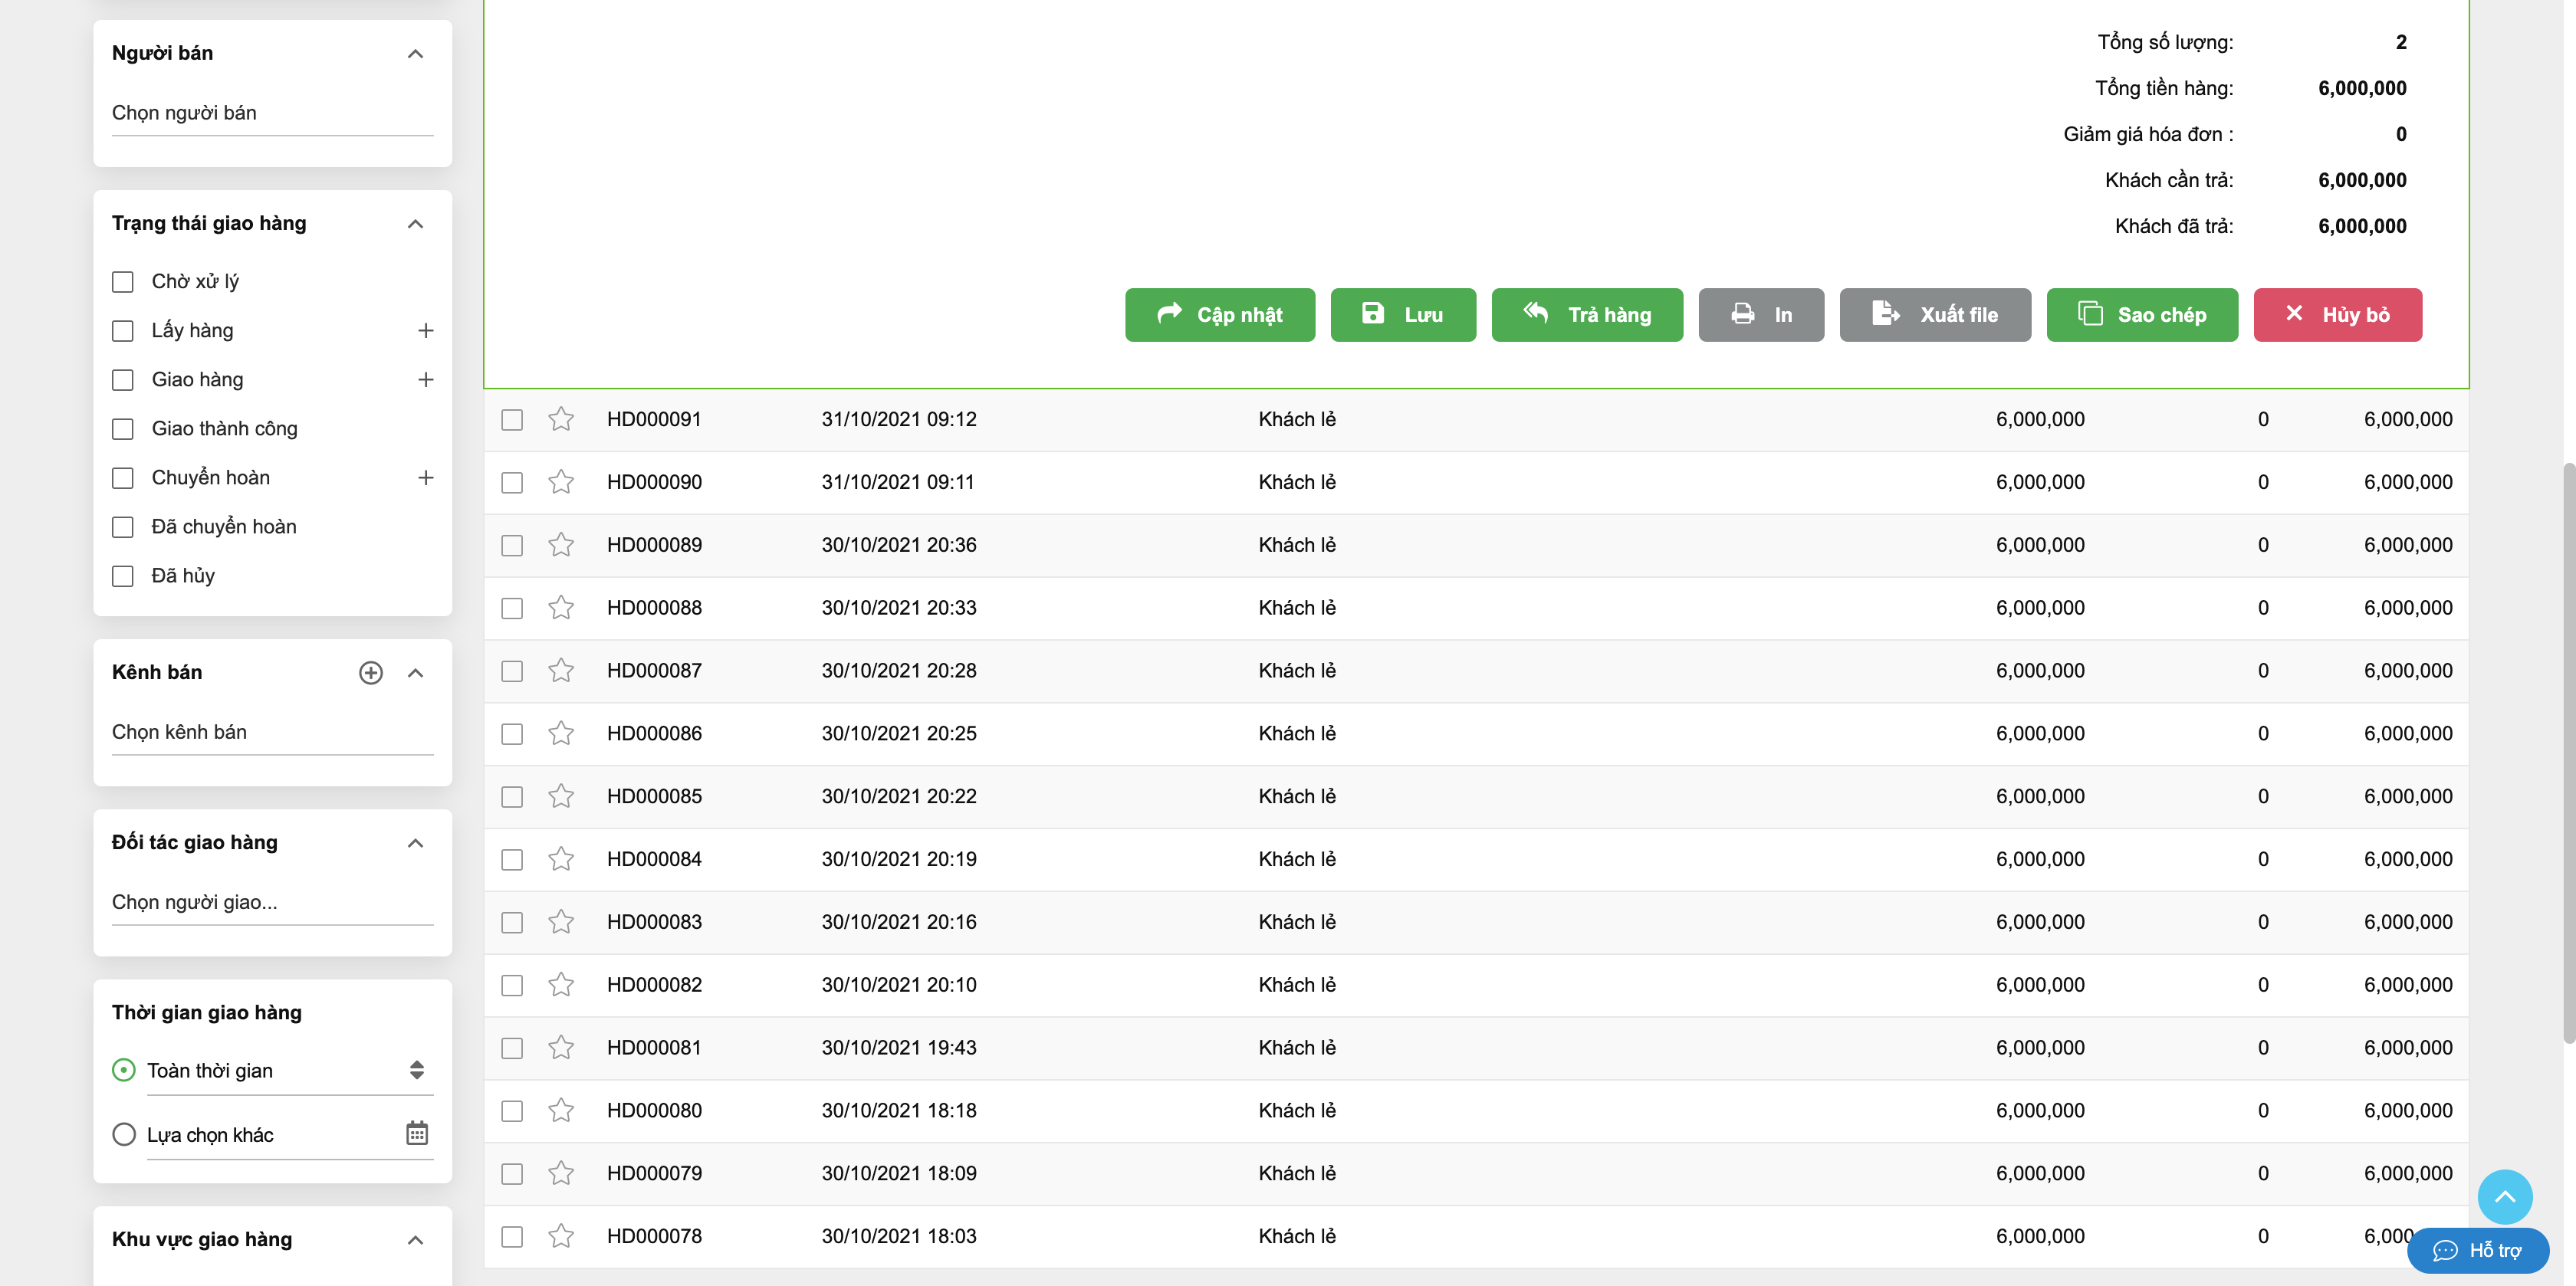 Người bán
Chọn người bán
Trạng thái giao hàng
Chờ xử lý
Lấy hàng
Giao hàng
Giao thành công
Chuyển hoàn
Đã chuyển hoàn
Đã hủy
Kênh bán
Chọn kênh bán
Đối tác giao hàng
Chọn người giao...
Thời gian giao hàng
Toàn thời gian
Lựa chọn khác
Khu vực giao hàng
Tổng số lượng: 2
Tổng tiền hàng: 6,000,000
Giảm giá hóa đơn : 0
Khách cần trả: 6,000,000
Khách đã trả: 6,000,000
Cập nhật Lưu Trả hàng In Xuất file Sao chép Hủy bỏ
HD000091 31/10/2021 09:12 Khách lẻ 6,000,000 0 6,000,000
HD000090 31/10/2021 09:11 Khách lẻ 6,000,000 0 6,000,000
HD000089 30/10/2021 20:36 Khách lẻ 6,000,000 0 6,000,000
HD000088 30/10/2021 20:33 Khách lẻ 6,000,000 0 6,000,000
HD000087 30/10/2021 20:28 Khách lẻ 6,000,000 0 6,000,000
HD000086 30/10/2021 20:25 Khách lẻ 6,000,000 0 6,000,000
HD000085 30/10/2021 20:22 Khách lẻ 6,000,000 0 6,000,000
HD000084 30/10/2021 20:19 Khách lẻ 6,000,000 0 6,000,000
HD000083 30/10/2021 20:16 Khách lẻ 6,000,000 0 6,000,000
HD000082 30/10/2021 20:10 Khách lẻ 6,000,000 0 6,000,000
HD000081 30/10/2021 19:43 Khách lẻ 6,000,000 0 6,000,000
HD000080 30/10/2021 18:18 Khách lẻ 6,000,000 0 6,000,000
HD000079 30/10/2021 18:09 Khách lẻ 6,000,000 0 6,000,000
HD000078 30/10/2021 18:03 Khách lẻ 6,000,000 0
Hỗ trợ